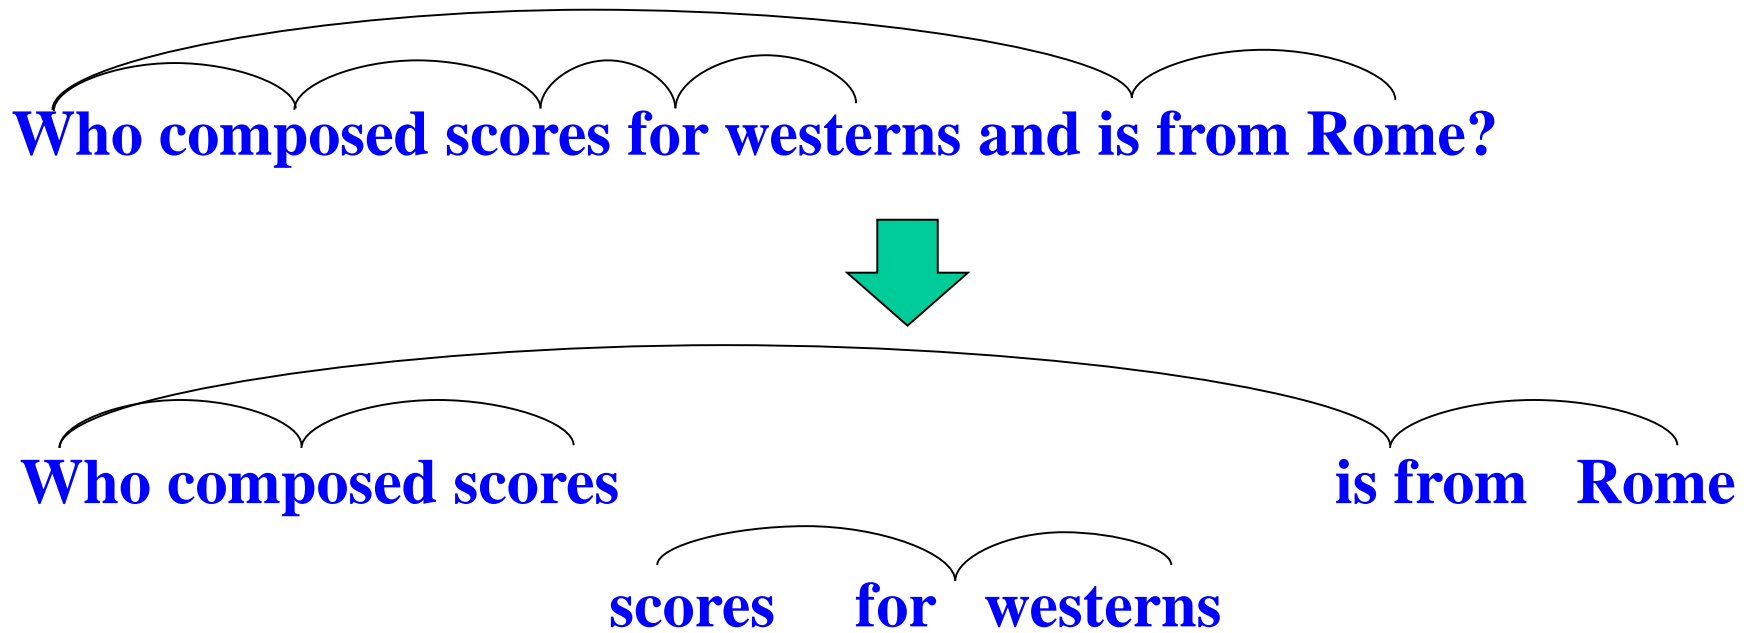 Who composed scores for westerns and is from Rome?
Who composed scores is from Rome
scores for westerns